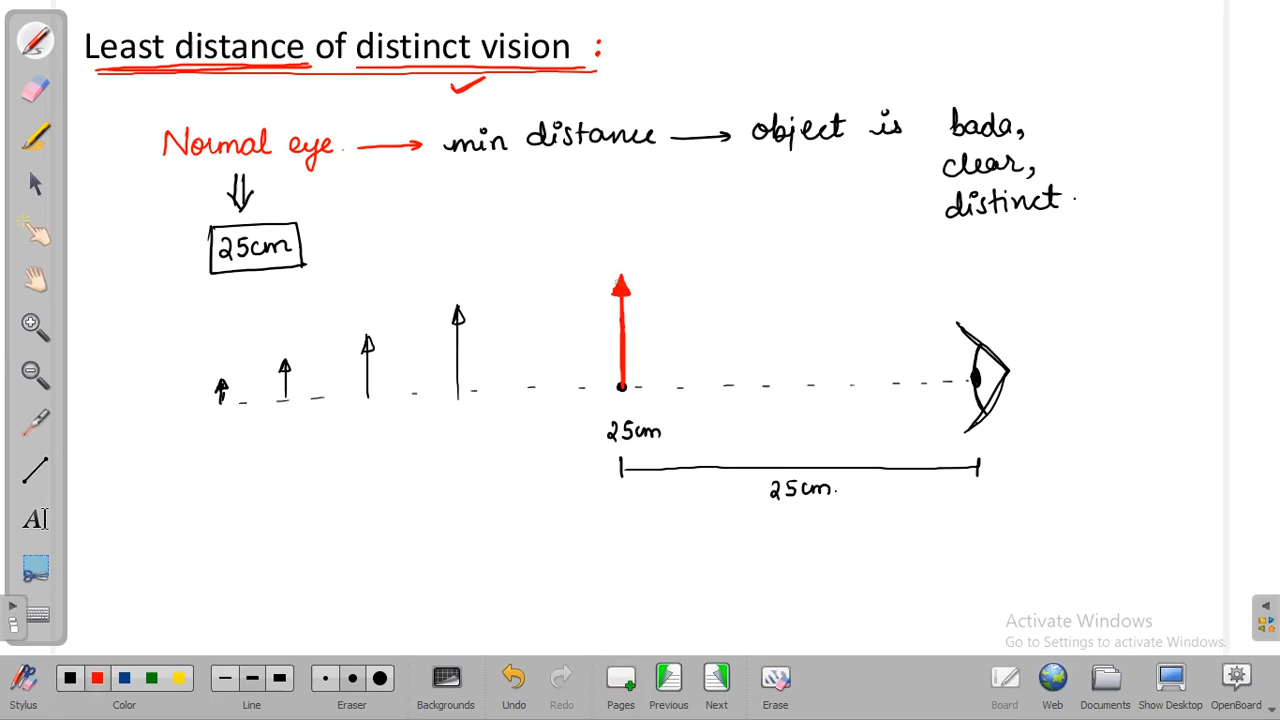 Least distance of distinct vision :
Normal eye → min distance → object is bada,
clear,
distinct.
25cm
25cm
25cm.
Activate Windows
Go to Settings to activate Windows.
AI
Stylus Color Line Eraser Backgrounds Undo Redo Pages Previous Next Erase Board Web Documents Show Desktop OpenBoard